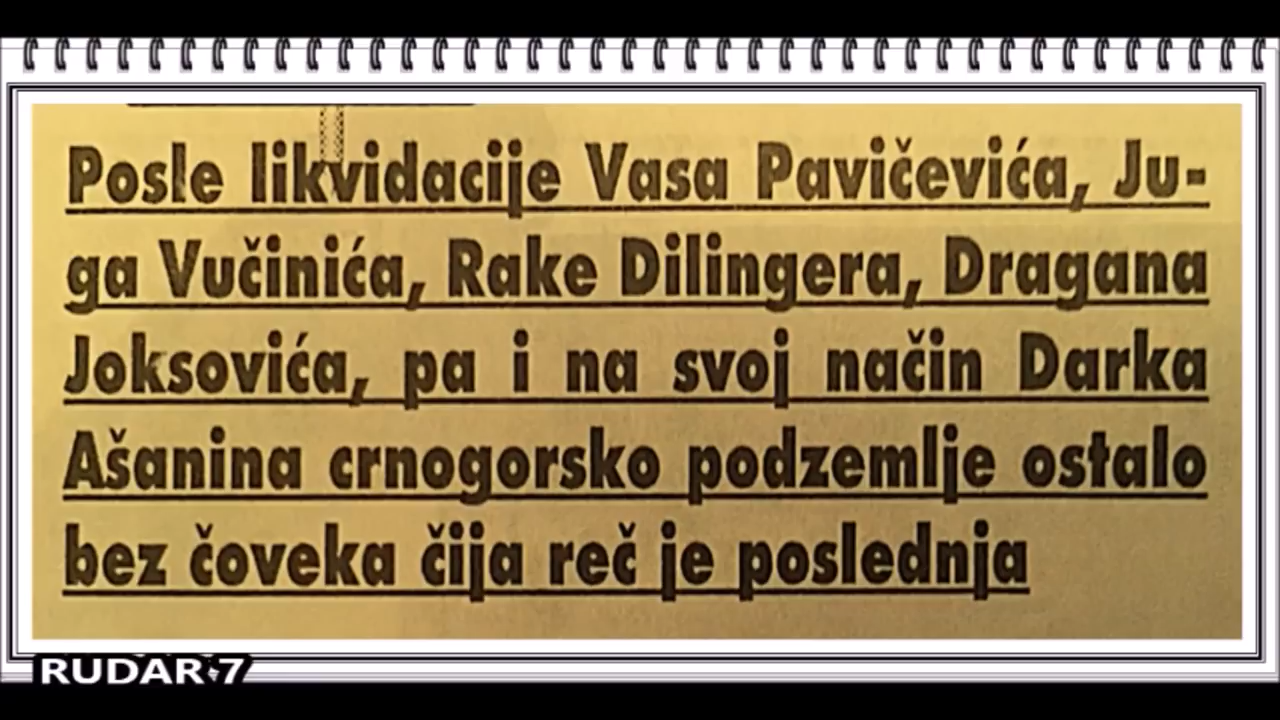 Posle likvidacije Vasa Pavičevića, Ju-
ga Vučinića, Rake Dilingera, Dragana
Joksovića, pa i na svoj način Darka
Ašanina crnogorsko podzemlje ostalo
bez čoveka čija reč je poslednja
RUDAR 7